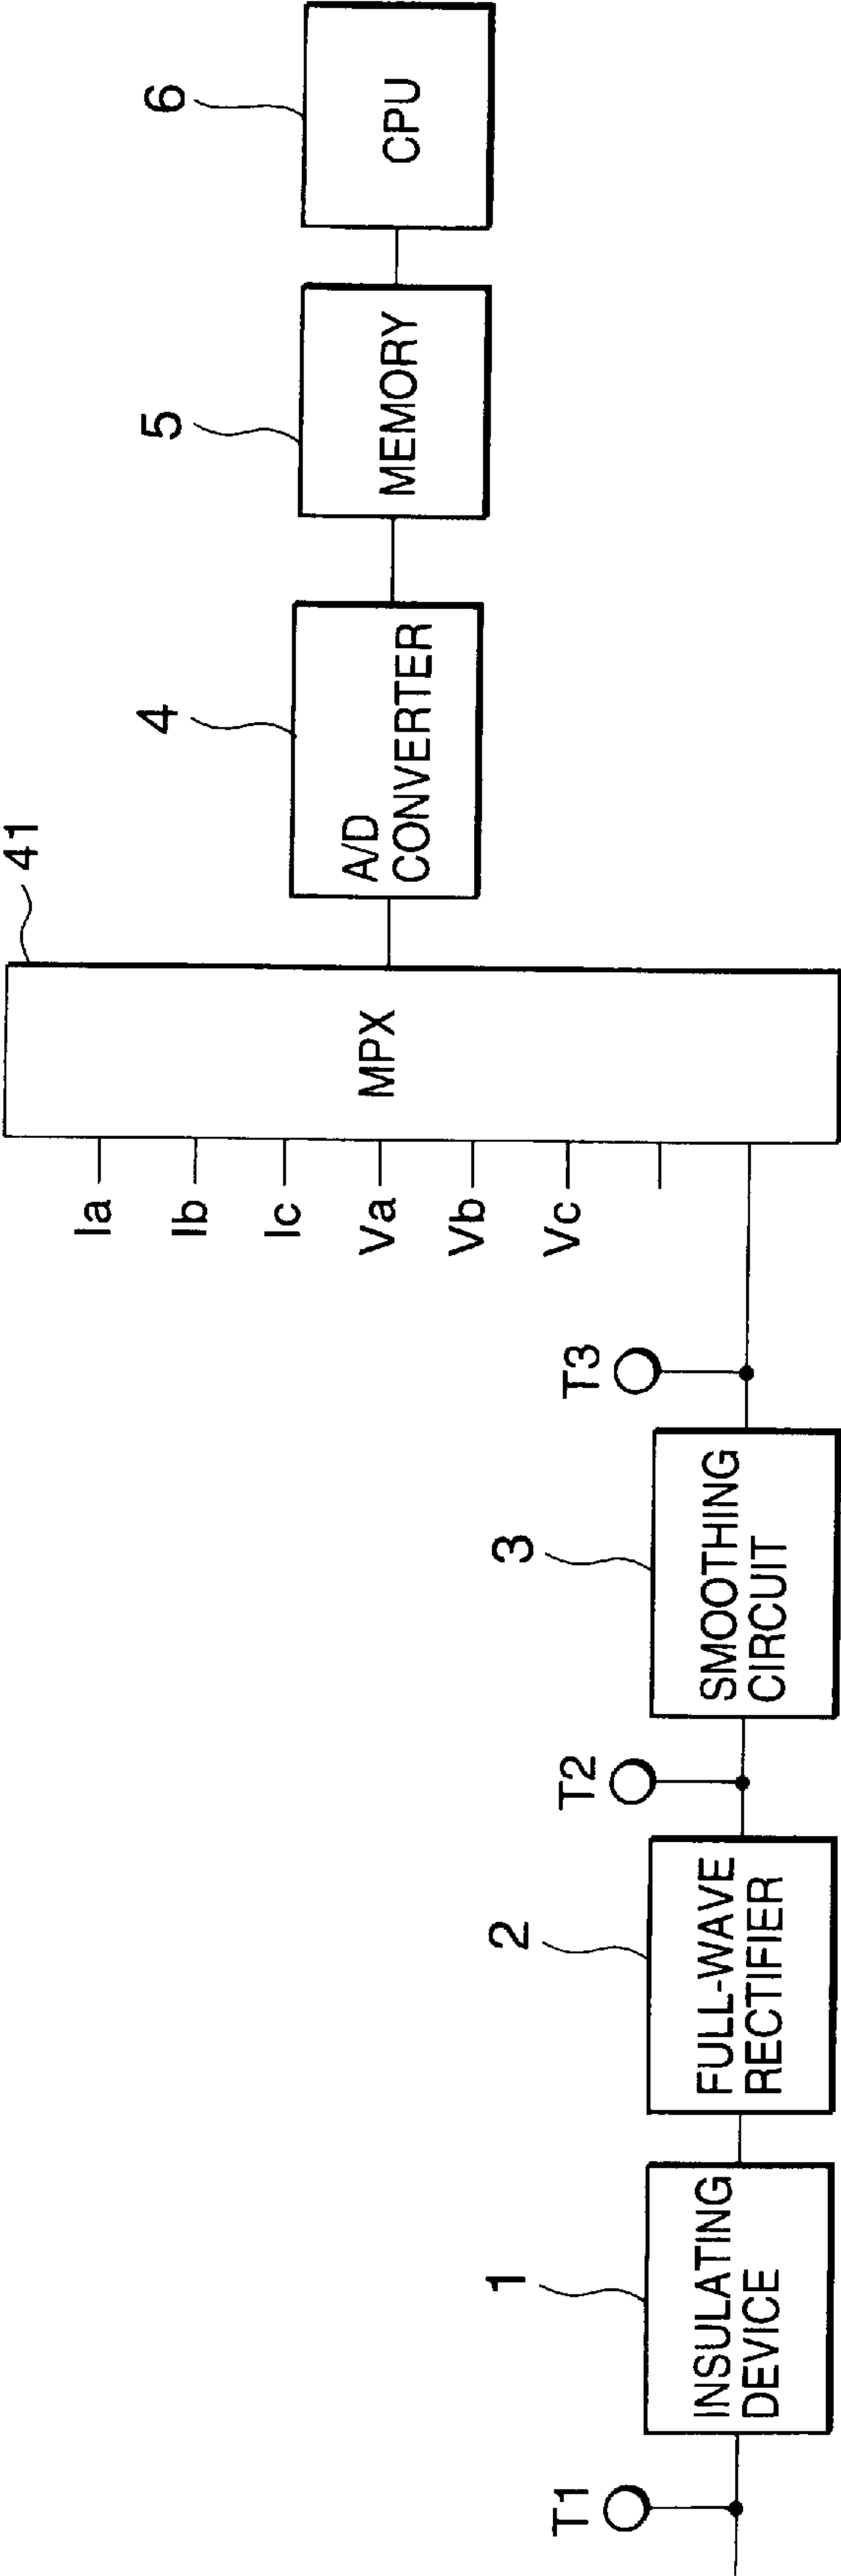 T1
1
INSULATING
DEVICE
2
FULL-WAVE
RECTIFIER
T2
3
SMOOTHING
CIRCUIT
T3
Ia
Ib
Ic
Va
Vb
Vc
41
MPX
4
A/D
CONVERTER
5
MEMORY
6
CPU